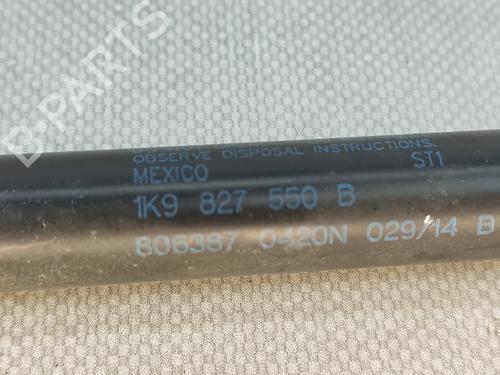 B-PARTS
OBSERVE DISPOSAL INSTRUCTIONS.
MEXICO ST1
1K9 827 550 B
806387 0420N 029/14 B